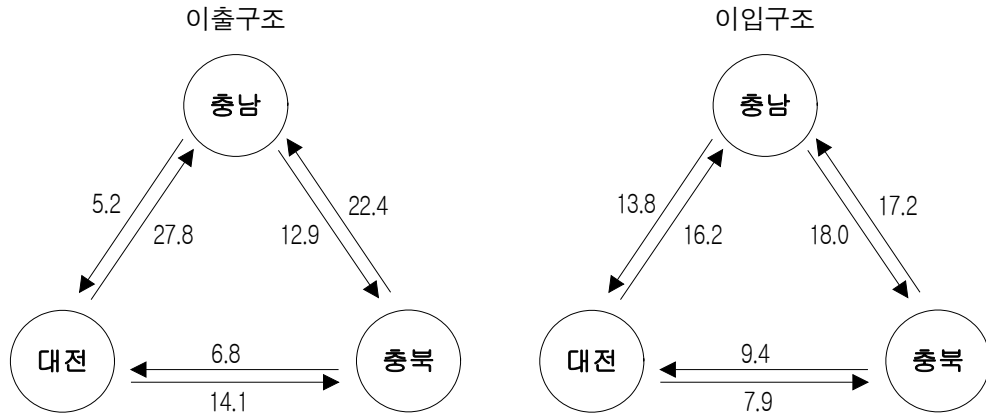 이출구조
충남
5.2
27.8
22.4
12.9
대전
충북
6.8
14.1
이입구조
충남
13.8
16.2
17.2
18.0
대전
충북
9.4
7.9